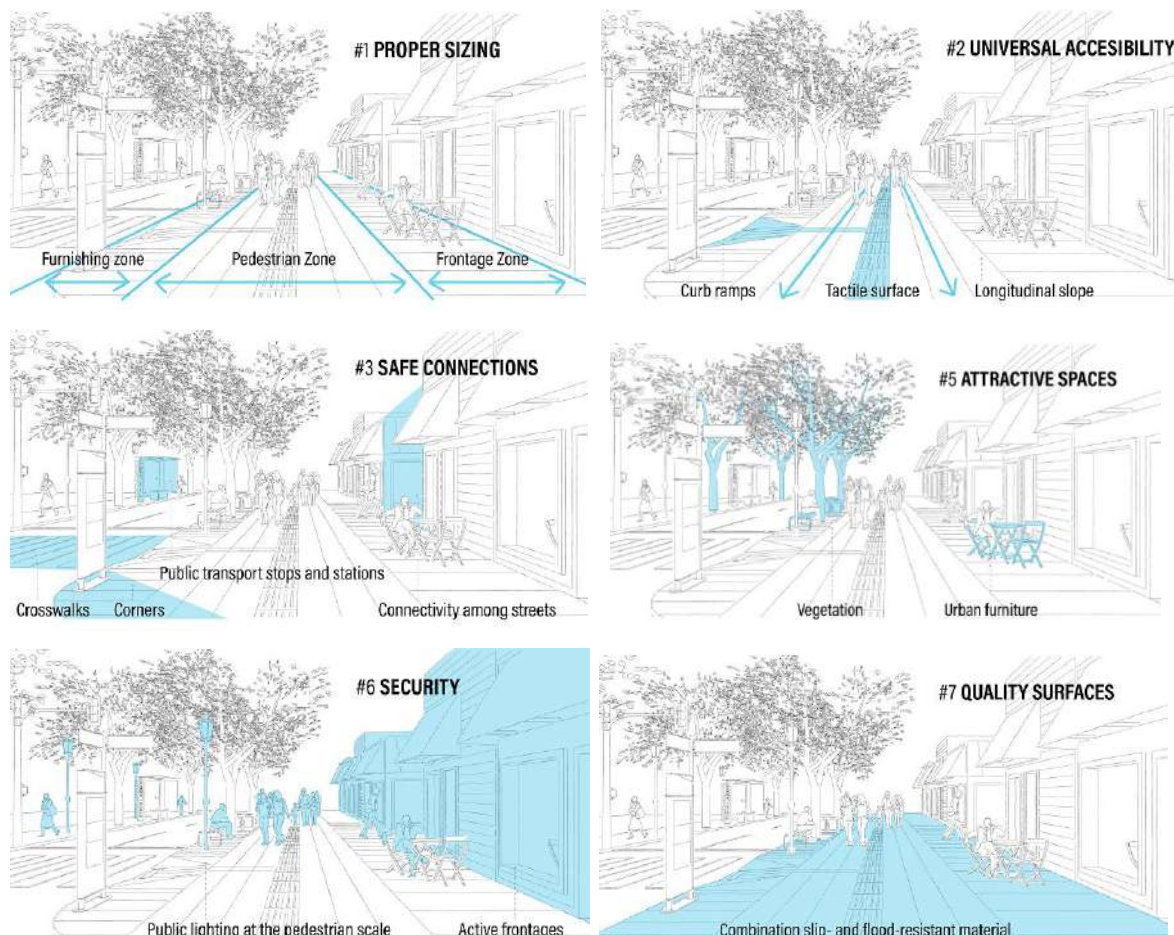 #1 PROPER SIZING
Furnishing zone
Pedestrian Zone
Frontage Zone
#2 UNIVERSAL ACCESIBILITY
Curb ramps
Tactile surface
Longitudinal slope
#3 SAFE CONNECTIONS
Public transport stops and stations
Crosswalks
Corners
Connectivity among streets
#5 ATTRACTIVE SPACES
Vegetation
Urban furniture
#6 SECURITY
Public lighting at the pedestrian scale
Active frontages
#7 QUALITY SURFACES
Combination slip- and flood-resistant material